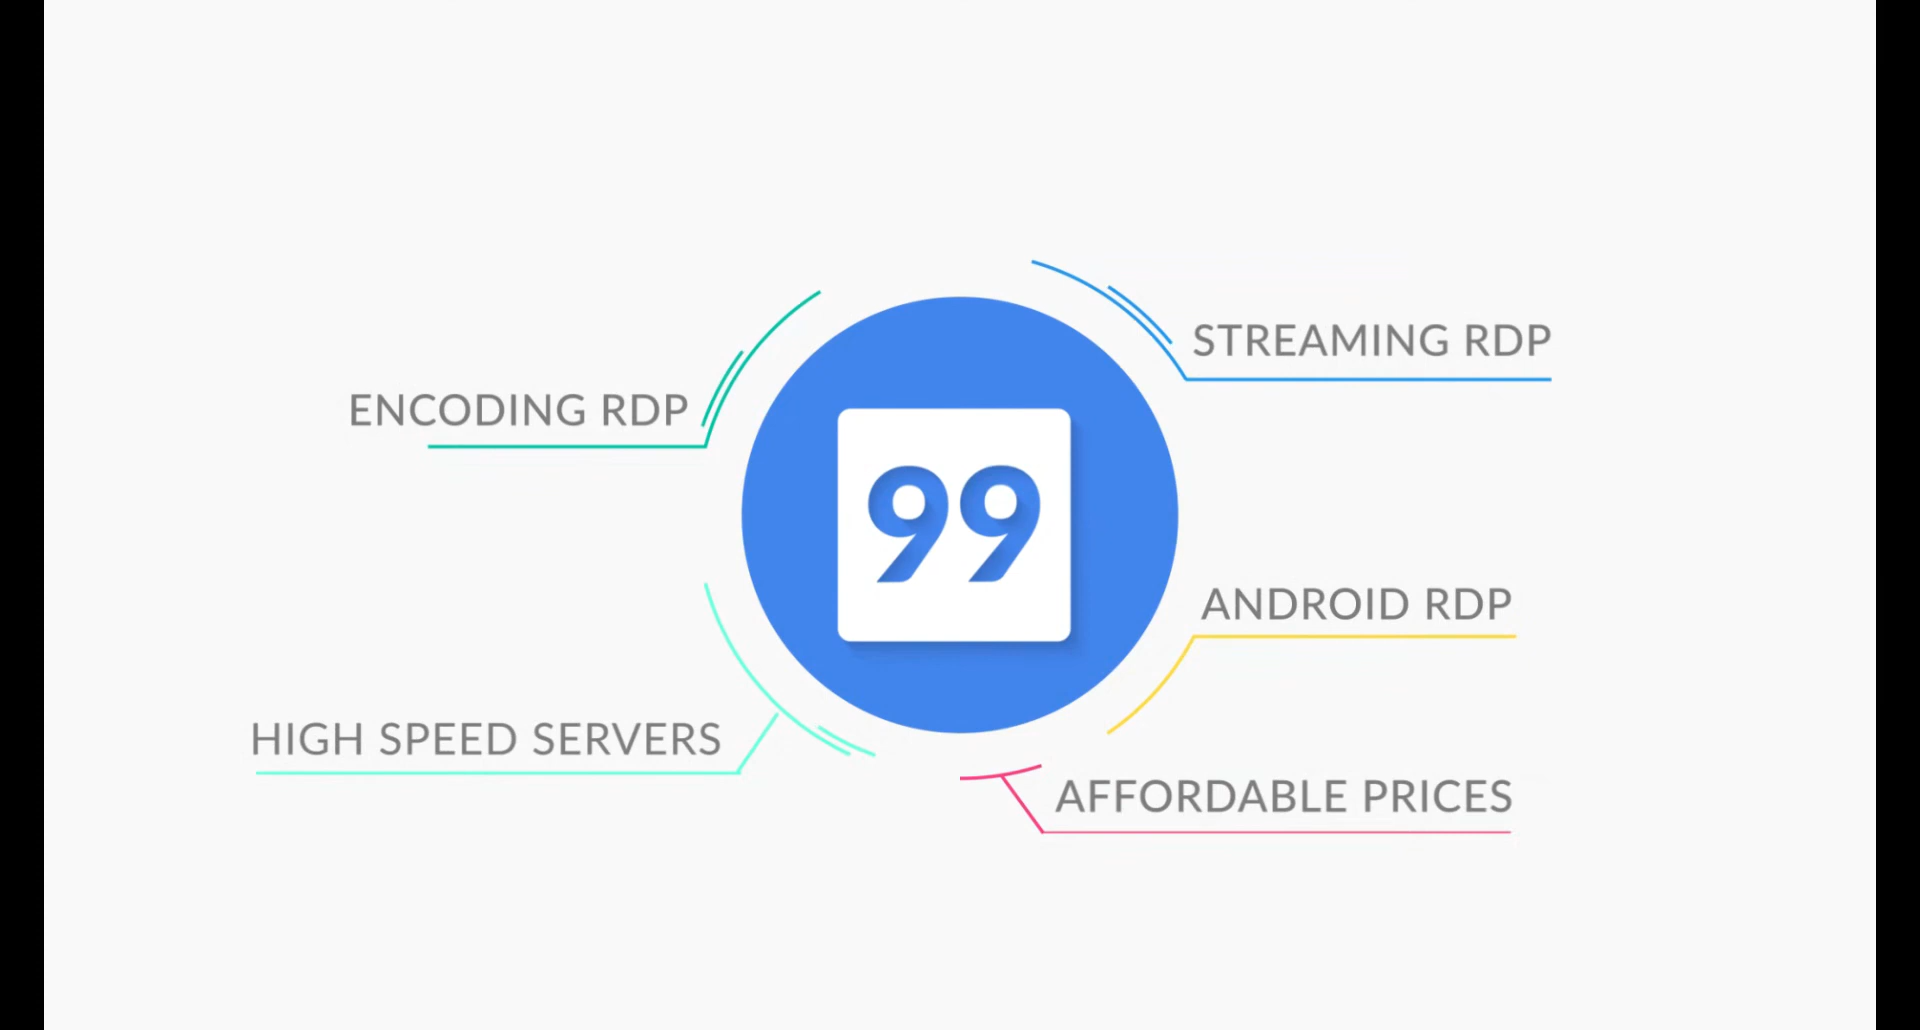 STREAMING RDP
ENCODING RDP
99
ANDROID RDP
HIGH SPEED SERVERS
AFFORDABLE PRICES